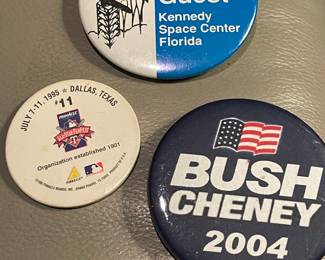 Guest
Kennedy
Space Center
Florida
JULY 7-11, 1995 ★ DALLAS, TEXAS
'11
Organization established 1901
BUSH
CHENEY
2004